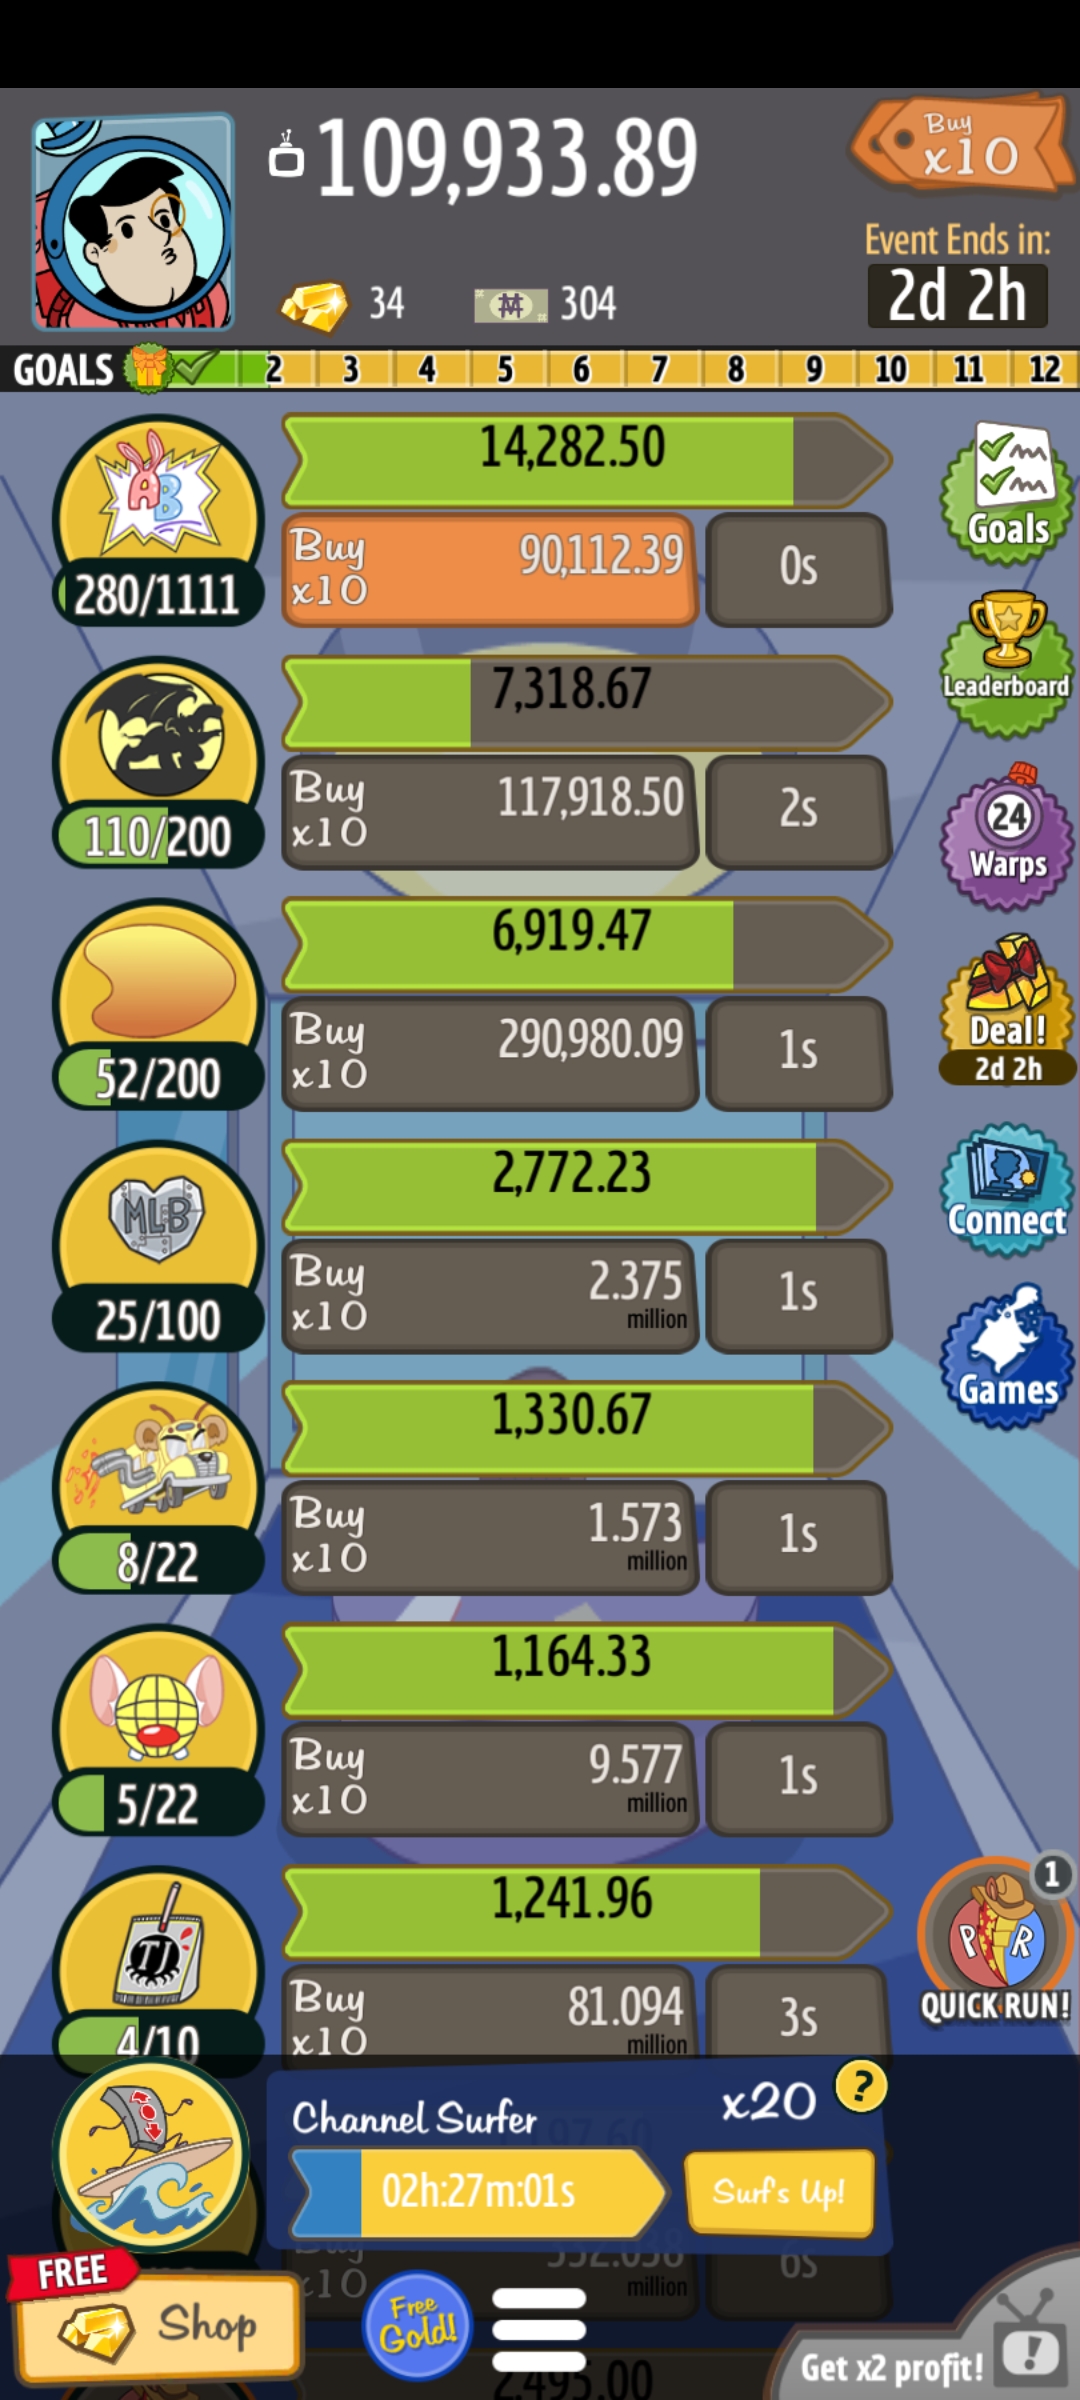 109,933.89
Buy
x10
34
304
Event Ends in:
2d 2h
GOALS 2 3 4 5 6 7 8 9 10 11 12
AB
280/1111
14,282.50
Buy
x10
90,112.39
0s
Goals
110/200
7,318.67
Buy
x10
117,918.50
2s
Leaderboard
24
Warps
52/200
6,919.47
Buy
x10
290,980.09
1s
Deal!
2d 2h
MLB
25/100
2,772.23
Buy
x10
2.375
million
1s
Connect
8/22
1,330.67
Buy
x10
1.573
million
1s
Games
5/22
1,164.33
Buy
x10
9.577
million
1s
TJ
4/10
1,241.96
Buy
x10
81.094
million
3s
1
P R
QUICK RUN!
Channel Surfer
x20
?
02h:27m:01s
Surf's Up!
Buy
x10
332.038
million
6s
FREE
Shop
Free
Gold!
2,495.00
Get x2 profit!